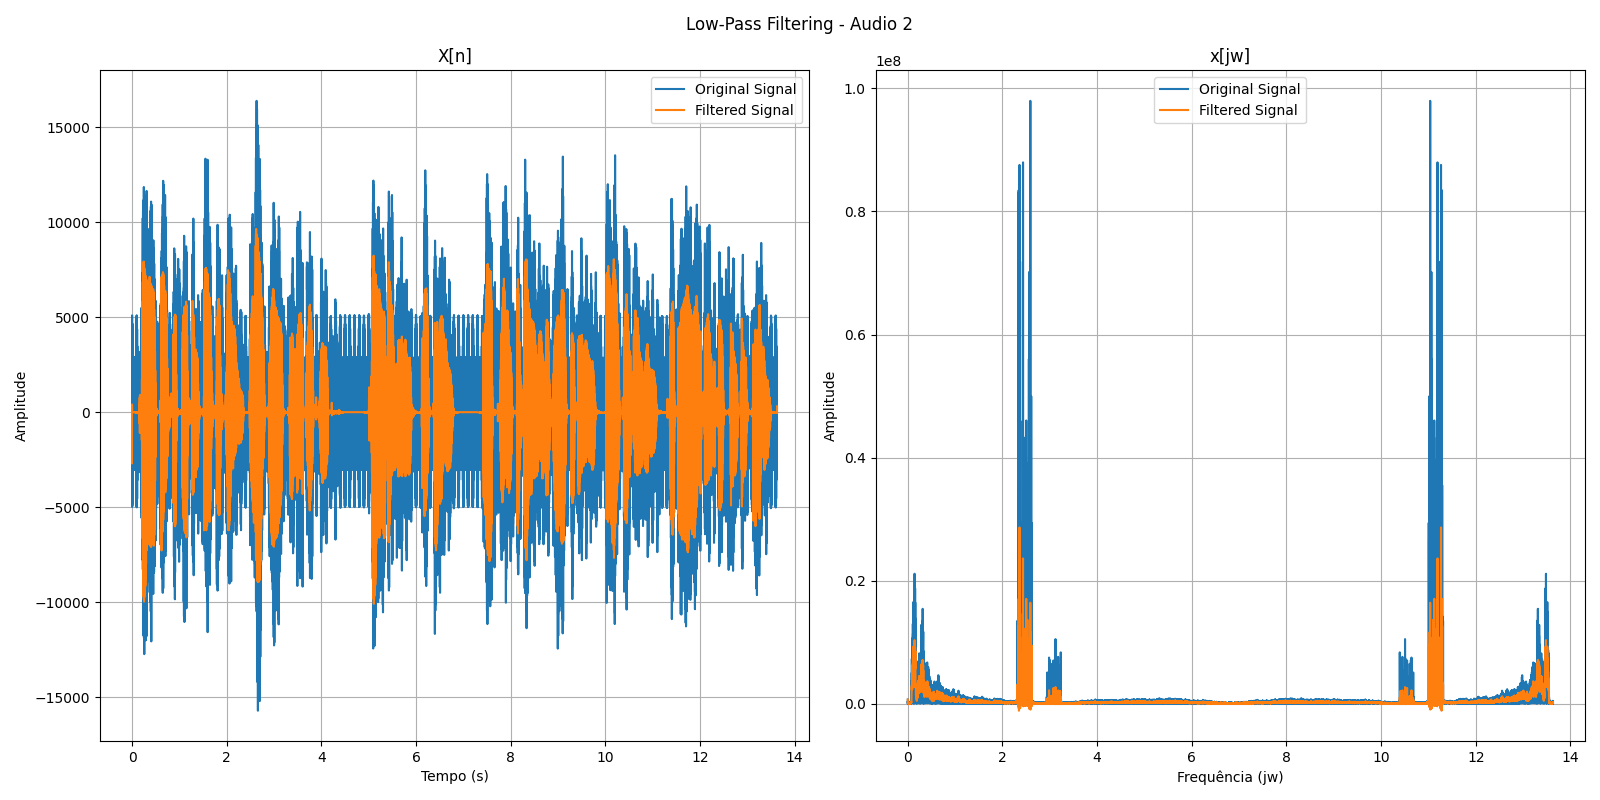 Low-Pass Filtering - Audio 2
X[n]
Original Signal
Filtered Signal
15000
10000
5000
0
−5000
−10000
−15000
Amplitude
0 2 4 6 8 10 12 14
Tempo (s)
x[jw]
1e8
Original Signal
Filtered Signal
1.0
0.8
0.6
0.4
0.2
0.0
Amplitude
0 2 4 6 8 10 12 14
Frequência (jw)